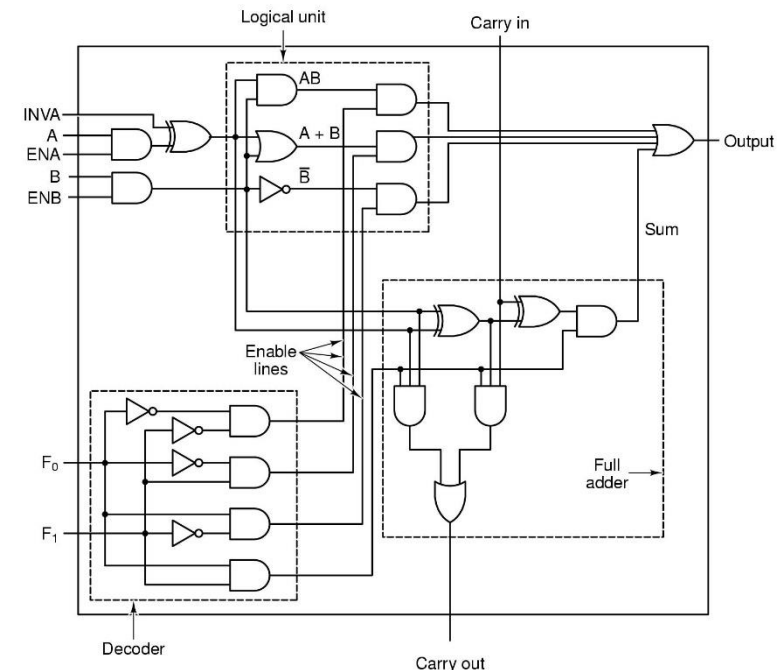 Logical unit
Carry in
INVA
A
ENA
B
ENB
AB
A + B
B̅
Output
Sum
Enable
lines
F₀
F₁
Full
adder
Decoder
Carry out